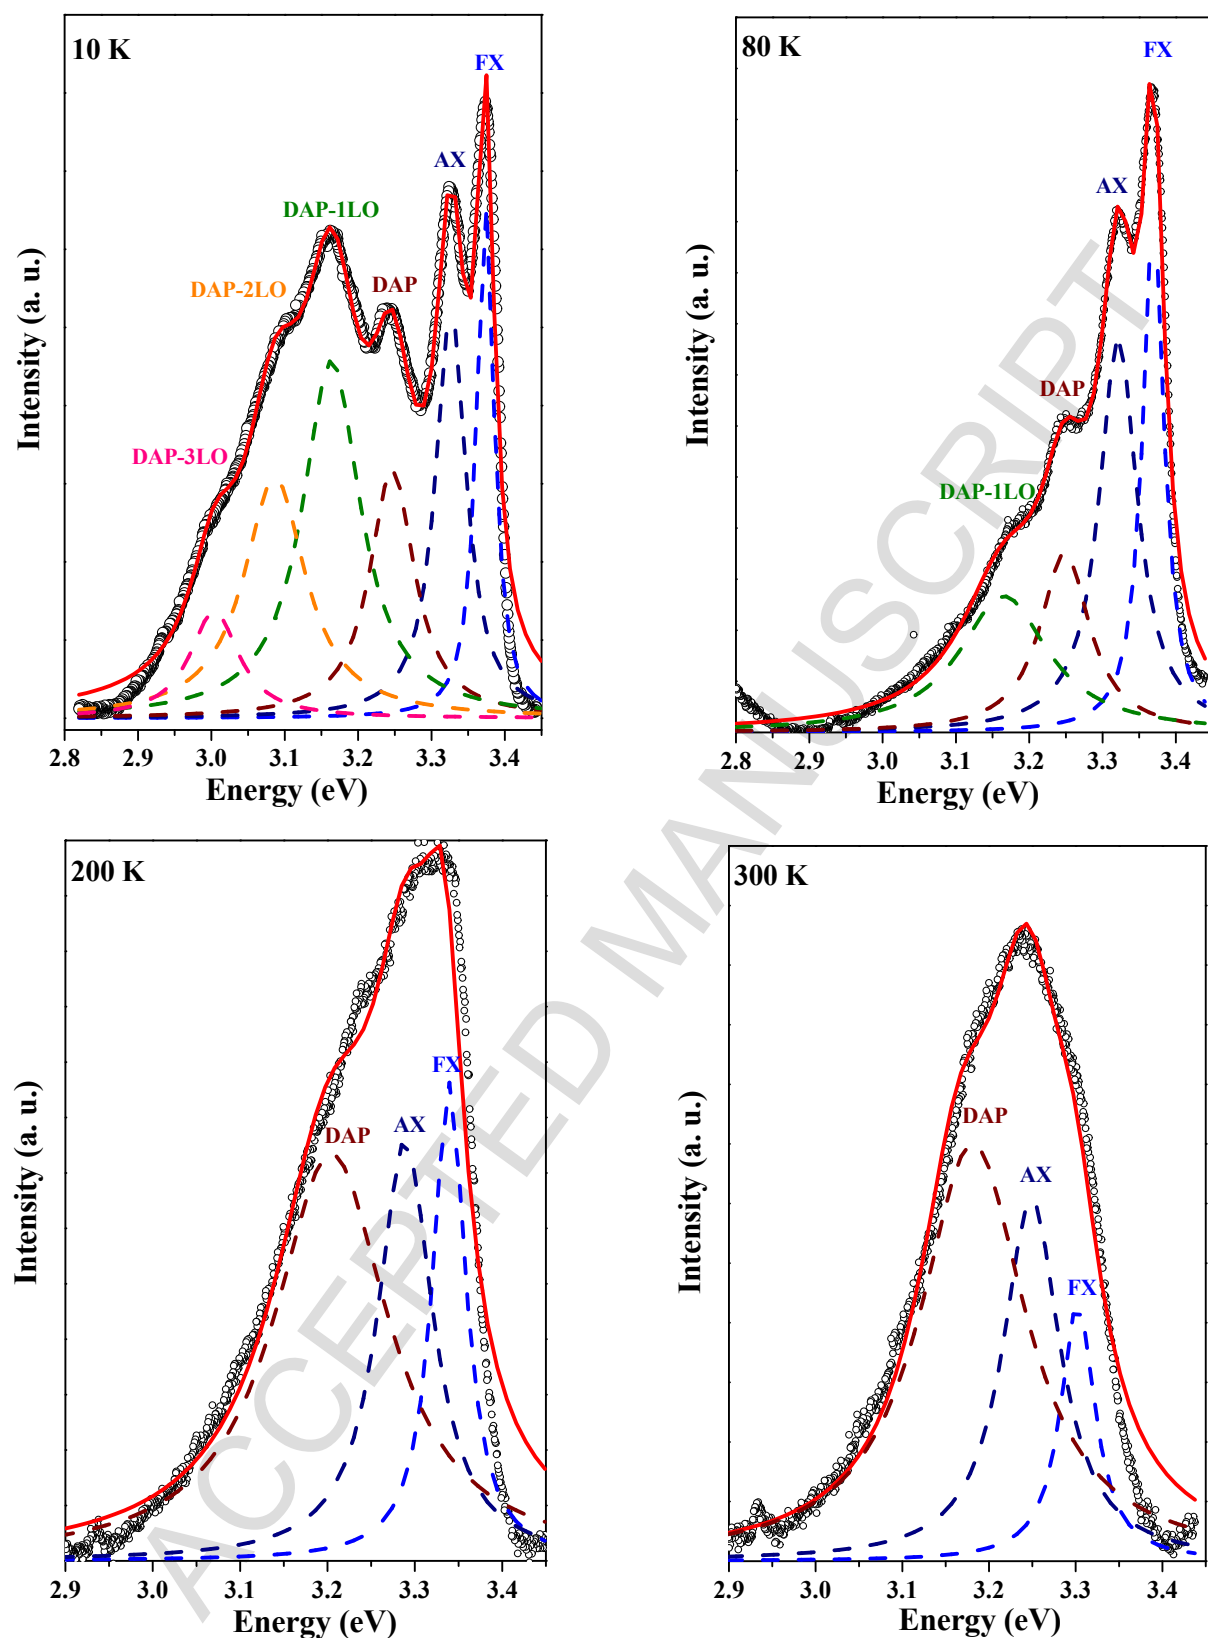 10 K
FX
AX
DAP-1LO
DAP
DAP-2LO
DAP-3LO
Intensity (a. u.)
2.8 2.9 3.0 3.1 3.2 3.3 3.4
Energy (eV)
80 K
FX
AX
DAP
DAP-1LO
Intensity (a. u.)
2.8 2.9 3.0 3.1 3.2 3.3 3.4
Energy (eV)
200 K
FX
AX
DAP
Intensity (a. u.)
2.9 3.0 3.1 3.2 3.3 3.4
Energy (eV)
300 K
DAP
AX
FX
Intensity (a. u.)
2.9 3.0 3.1 3.2 3.3 3.4
Energy (eV)
ACCEPTED MANUSCRIPT